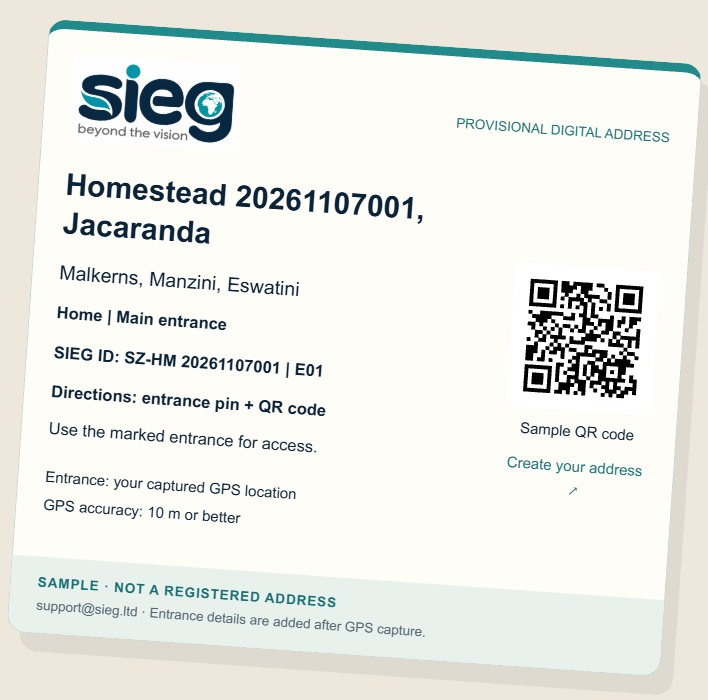 sieg
beyond the vision
PROVISIONAL DIGITAL ADDRESS
Homestead 20261107001,
Jacaranda
Malkerns, Manzini, Eswatini
Home | Main entrance
SIEG ID: SZ-HM 20261107001 | E01
Directions: entrance pin + QR code
Use the marked entrance for access.
Entrance: your captured GPS location
GPS accuracy: 10 m or better
Sample QR code
Create your address
↗
SAMPLE · NOT A REGISTERED ADDRESS
support@sieg.ltd · Entrance details are added after GPS capture.